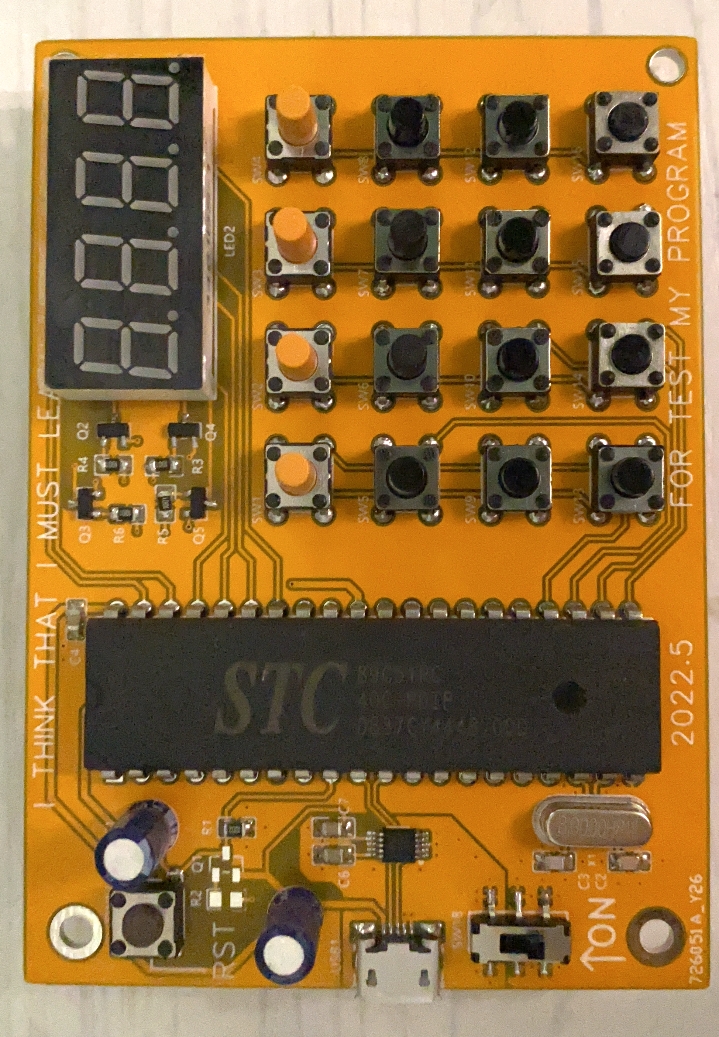 I THINK THAT I MUST
C4
Q3 R4 Q2
R6
R5
Q5 R3 Q4
LED2
RST
R2 Q1 R1
USB1
C6 C7
SW18
↑ON
C3
X1
C2
STC
SW1 SW2 SW3 SW4
SW5 SW6 SW7 SW8
SW9 SW10 SW11 SW12
SW13 SW14 SW15 SW16
2022.5
FOR TEST MY PROGRAM
726051A_Y26